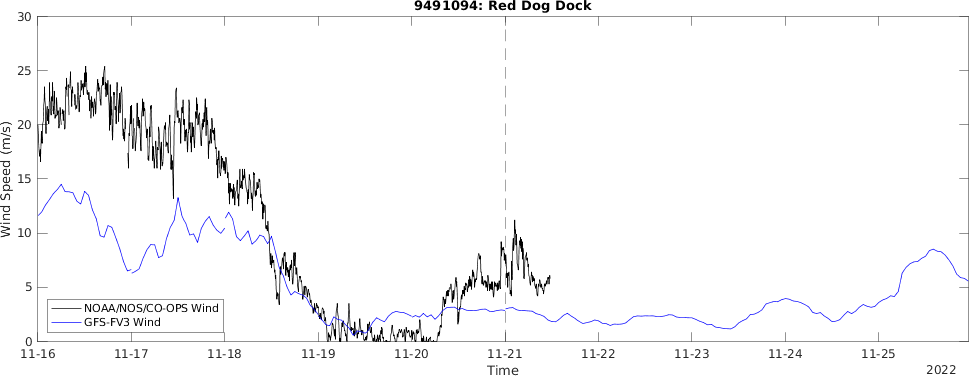 9491094: Red Dog Dock
30
25
20
15
10
5
0
Wind Speed (m/s)
NOAA/NOS/CO-OPS Wind
GFS-FV3 Wind
11-16 11-17 11-18 11-19 11-20 11-21 11-22 11-23 11-24 11-25
Time
2022